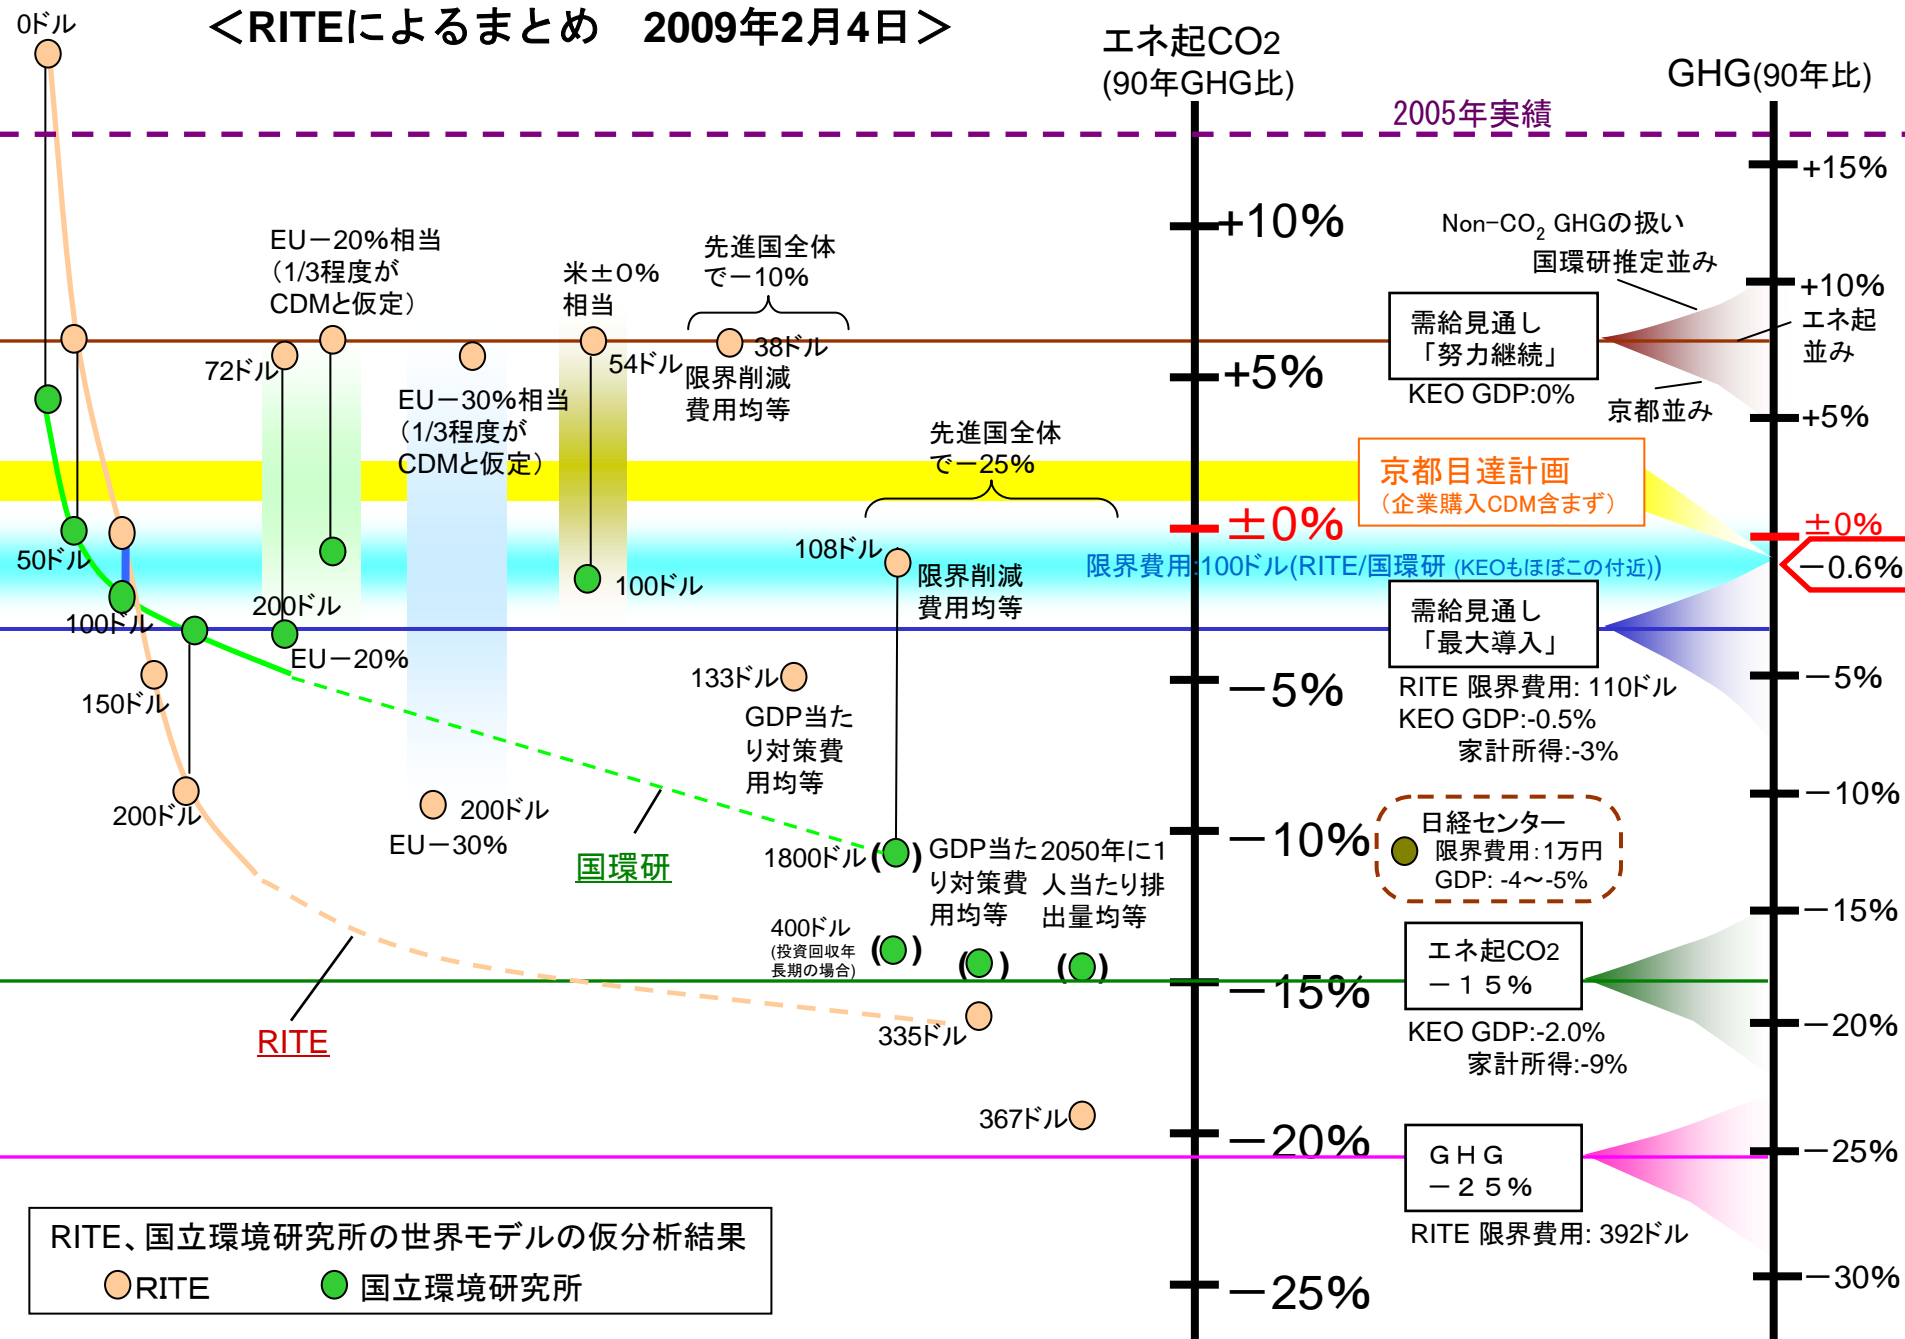 0ドル
＜RITEによるまとめ　2009年2月4日＞
エネ起CO2
(90年GHG比)
GHG(90年比)
2005年実績
+15%
+10%
+5%
±0%
－5%
－10%
－15%
－20%
－25%
+10%
+5%
±0%
－0.6%
－5%
－10%
－15%
－20%
－25%
－30%
EU－20%相当
（1/3程度が
CDMと仮定）
72ドル
200ドル
EU－20%
EU－30%相当
（1/3程度が
CDMと仮定）
200ドル
EU－30%
米±0%
相当
54ドル
100ドル
先進国全体
で－10%
38ドル
限界削減
費用均等
133ドル
GDP当た
り対策費
用均等
先進国全体
で－25%
108ドル
限界削減
費用均等
1800ドル
(　)
400ドル
(投資回収年
長期の場合)
(　)
GDP当た
り対策費
用均等
(　)
335ドル
2050年に1
人当たり排
出量均等
(　)
367ドル
50ドル
100ドル
150ドル
200ドル
国環研
RITE
Non-CO2 GHGの扱い
国環研推定並み
エネ起
並み
京都並み
需給見通し
「努力継続」
KEO GDP:0%
京都目達計画
（企業購入CDM含まず）
限界費用:100ドル(RITE/国環研 (KEOもほぼこの付近))
需給見通し
「最大導入」
RITE 限界費用: 110ドル
KEO GDP:-0.5%
家計所得:-3%
日経センター
限界費用：1万円
GDP: -4～-5%
エネ起CO2
－１５％
KEO GDP:-2.0%
家計所得:-9%
ＧＨＧ
－２５％
RITE 限界費用: 392ドル
RITE、国立環境研究所の世界モデルの仮分析結果
RITE
国立環境研究所